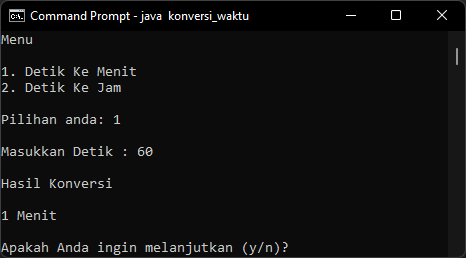 Command Prompt - java  konversi_waktu
Menu
1. Detik Ke Menit
2. Detik Ke Jam
Pilihan anda: 1
Masukkan Detik : 60
Hasil Konversi
1 Menit
Apakah Anda ingin melanjutkan (y/n)?